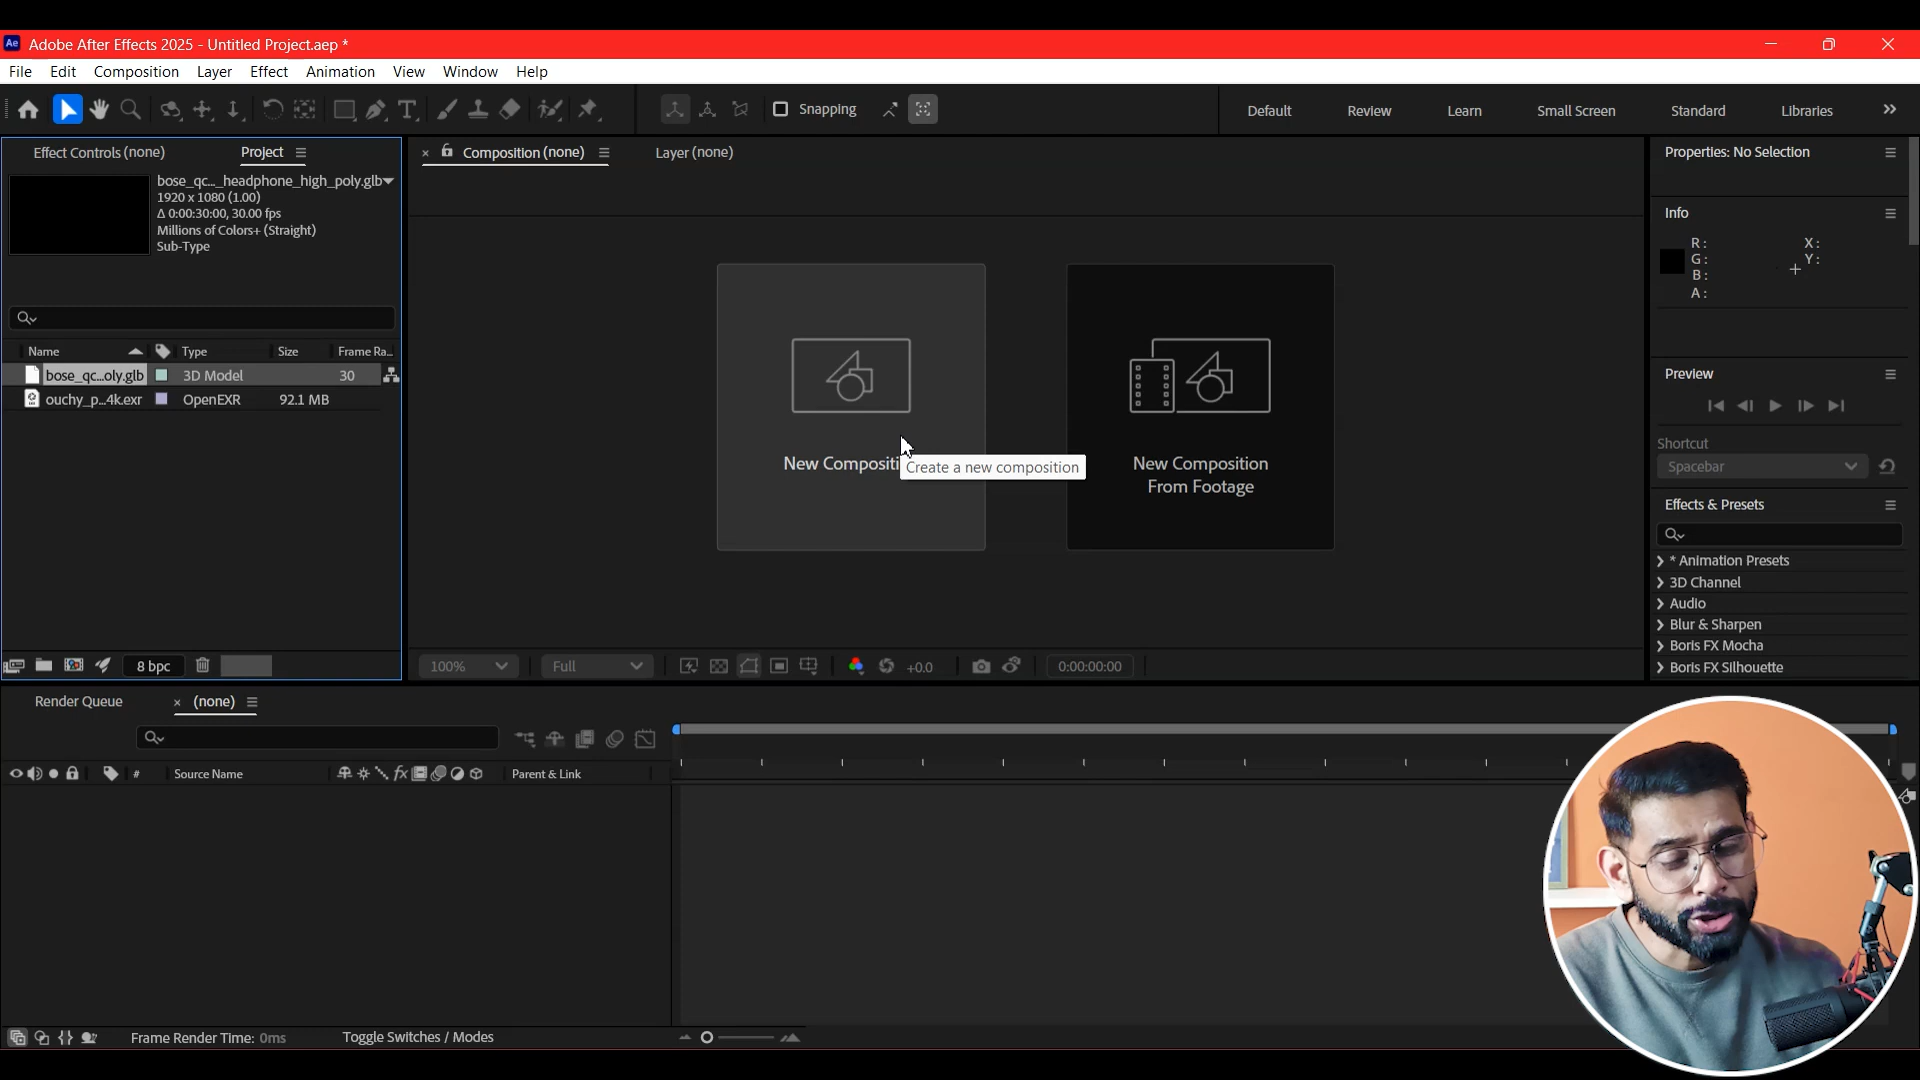 Ae Adobe After Effects 2025 - Untitled Project.aep *
File Edit Composition Layer Effect Animation View Window Help
Snapping Default Review Learn Small Screen Standard Libraries
Effect Controls (none) Project
bose_qc..._headphone_high_poly.glb
1920 x 1080 (1.00)
Δ 0:00:30:00, 30.00 fps
Millions of Colors+ (Straight)
Sub-Type
Name Type Size Frame Ra...
bose_qc...oly.glb 3D Model 30
ouchy_p...4k.exr OpenEXR 92.1 MB
8 bpc
Composition (none) Layer (none)
New Compositi
Create a new composition
New Composition
From Footage
100% Full +0.0 0:00:00:00
Properties: No Selection
Info
R: X:
G: Y:
B:
A:
Preview
Shortcut
Spacebar
Effects & Presets
* Animation Presets
3D Channel
Audio
Blur & Sharpen
Boris FX Mocha
Boris FX Silhouette
Render Queue (none)
# Source Name fx Parent & Link
Frame Render Time: 0ms Toggle Switches / Modes